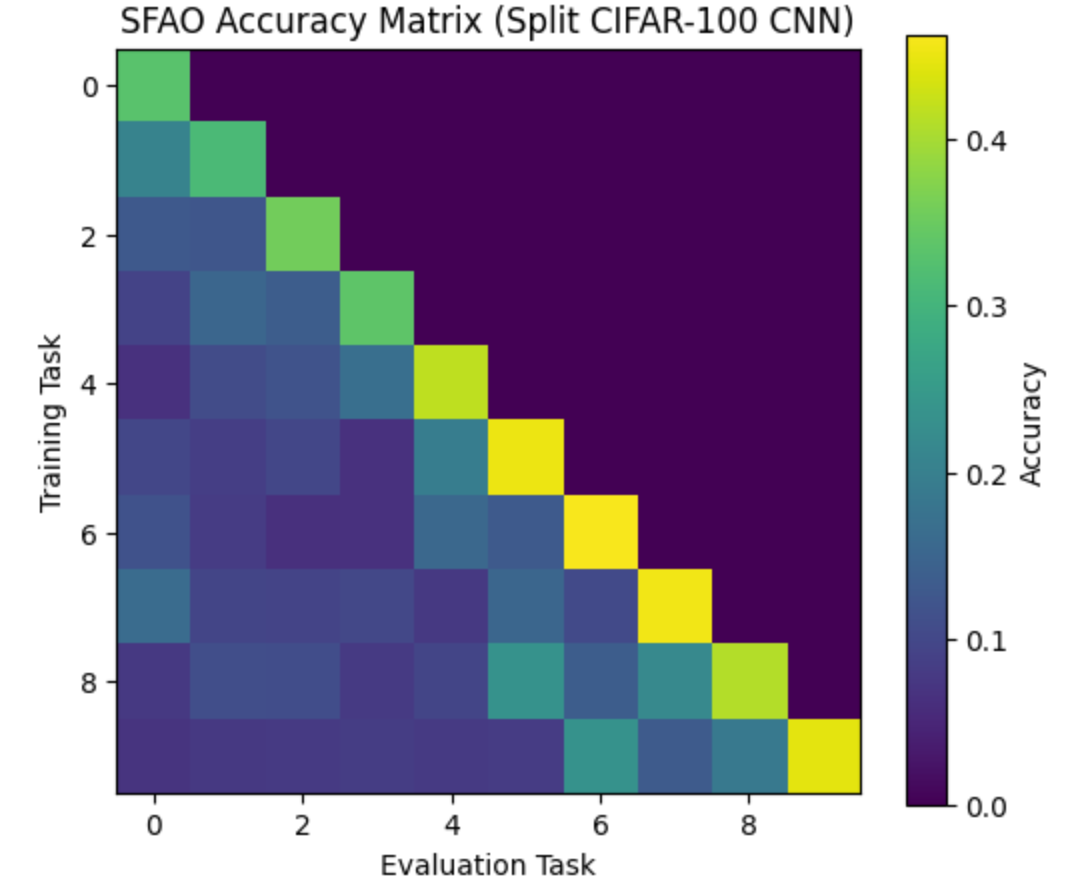 SFAO Accuracy Matrix (Split CIFAR-100 CNN)
Training Task
0
2
4
6
8
0 2 4 6 8
Evaluation Task
0.4
0.3
0.2
0.1
0.0
Accuracy